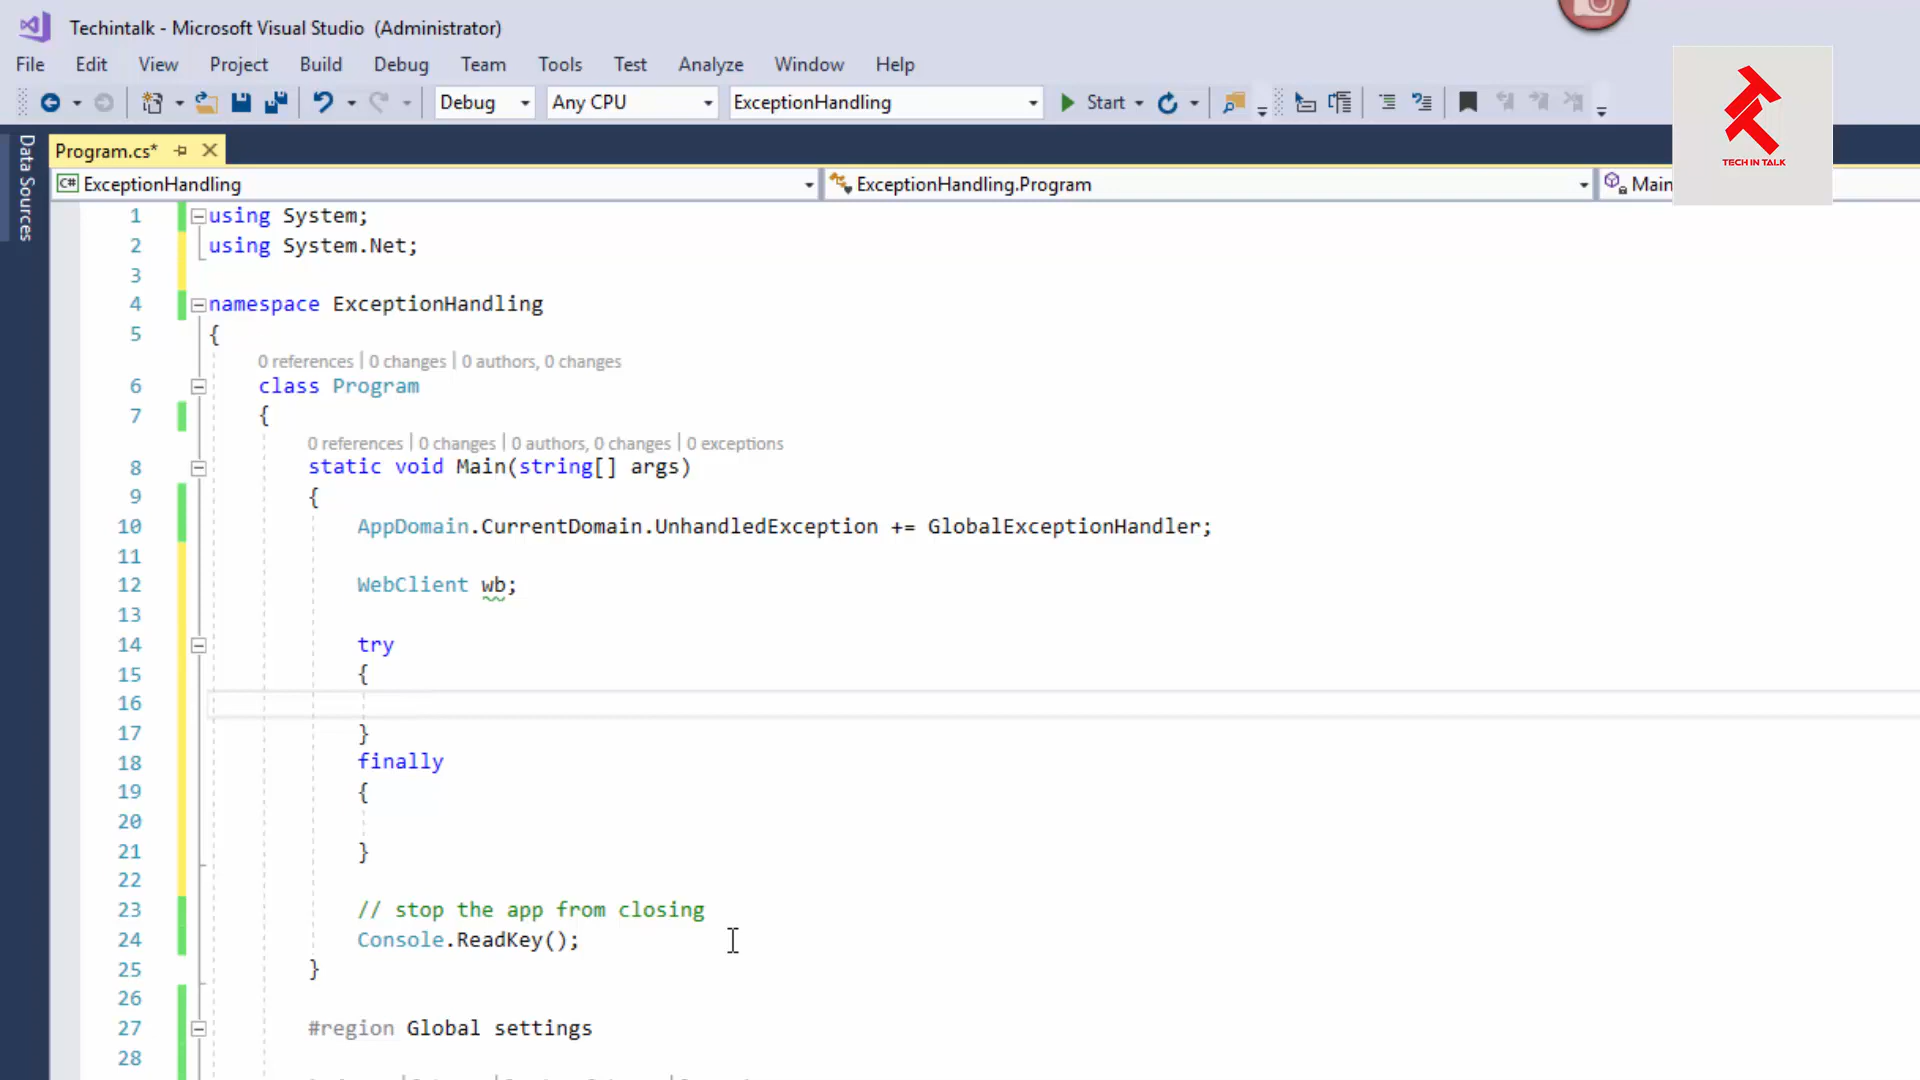 Techintalk - Microsoft Visual Studio (Administrator)
File Edit View Project Build Debug Team Tools Test Analyze Window Help
Debug Any CPU ExceptionHandling Start
TECH IN TALK
Data Sources
Program.cs*
C# ExceptionHandling ExceptionHandling.Program Main
1 using System;
2 using System.Net;
3
4 namespace ExceptionHandling
5 {
0 references | 0 changes | 0 authors, 0 changes
6 class Program
7 {
0 references | 0 changes | 0 authors, 0 changes | 0 exceptions
8 static void Main(string[] args)
9 {
10 AppDomain.CurrentDomain.UnhandledException += GlobalExceptionHandler;
11
12 WebClient wb;
13
14 try
15 {
16
17 }
18 finally
19 {
20
21 }
22
23 // stop the app from closing
24 Console.ReadKey();
25 }
26
27 #region Global settings
28